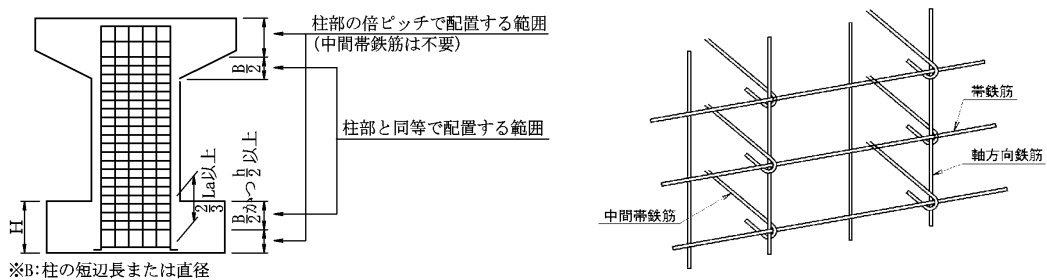 柱部の倍ピッチで配置する範囲
(中間帯鉄筋は不要)
B/2
柱部と同等で配置する範囲
2/3 La以上
B/2かつh/2以上
H
※B:柱の短辺長または直径
帯鉄筋
軸方向鉄筋
中間帯鉄筋